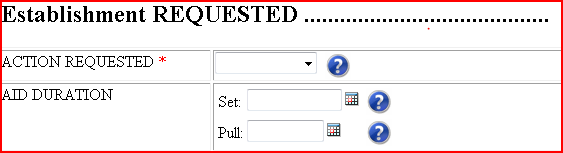 Establishment REQUESTED ........................................
ACTION REQUESTED *
?
AID DURATION
Set: ?
Pull: ?